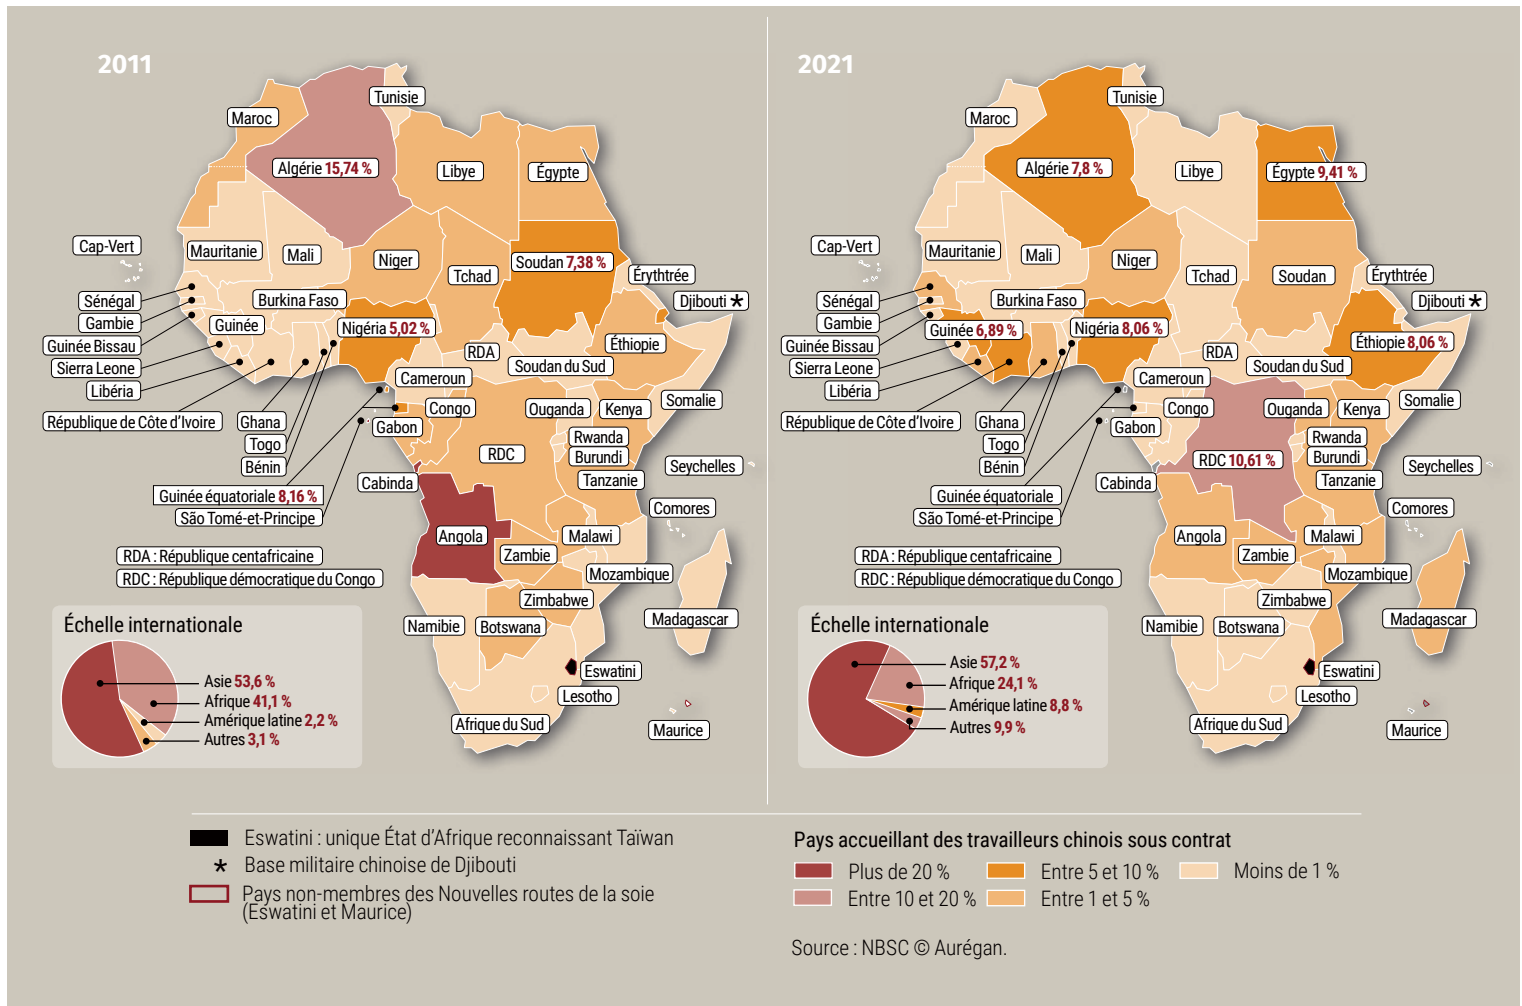 2011
Tunisie
Maroc
Algérie 15,74 %
Libye
Égypte
Cap-Vert
Mauritanie
Mali
Niger
Tchad
Soudan 7,38 %
Érythtrée
Djibouti *
Sénégal
Gambie
Guinée Bissau
Sierra Leone
Libéria
République de Côte d'Ivoire
Guinée
Burkina Faso
Nigéria 5,02 %
RDA
Éthiopie
Soudan du Sud
Cameroun
Ghana
Togo
Bénin
Congo
Gabon
Ouganda
Kenya
Somalie
Rwanda
Burundi
RDC
Tanzanie
Seychelles
Guinée équatoriale 8,16 %
São Tomé-et-Principe
Cabinda
Comores
Angola
Malawi
Zambie
Mozambique
Zimbabwe
Madagascar
Namibie
Botswana
Eswatini
Lesotho
Afrique du Sud
Maurice
RDA : République centafricaine
RDC : République démocratique du Congo
Échelle internationale
Asie 53,6 %
Afrique 41,1 %
Amérique latine 2,2 %
Autres 3,1 %
2021
Tunisie
Maroc
Algérie 7,8 %
Libye
Égypte 9,41 %
Cap-Vert
Mauritanie
Mali
Niger
Tchad
Soudan
Érythtrée
Djibouti *
Sénégal
Gambie
Guinée Bissau
Sierra Leone
Libéria
République de Côte d'Ivoire
Guinée 6,89 %
Burkina Faso
Nigéria 8,06 %
RDA
Éthiopie 8,06 %
Soudan du Sud
Cameroun
Ghana
Togo
Bénin
Congo
Gabon
Ouganda
Kenya
Somalie
Rwanda
Burundi
RDC 10,61 %
Tanzanie
Seychelles
Guinée équatoriale
São Tomé-et-Principe
Cabinda
Comores
Angola
Malawi
Zambie
Mozambique
Zimbabwe
Madagascar
Namibie
Botswana
Eswatini
Lesotho
Afrique du Sud
Maurice
RDA : République centafricaine
RDC : République démocratique du Congo
Échelle internationale
Asie 57,2 %
Afrique 24,1 %
Amérique latine 8,8 %
Autres 9,9 %
Eswatini : unique État d'Afrique reconnaissant Taïwan
* Base militaire chinoise de Djibouti
Pays non-membres des Nouvelles routes de la soie
(Eswatini et Maurice)
Pays accueillant des travailleurs chinois sous contrat
Plus de 20 %
Entre 5 et 10 %
Moins de 1 %
Entre 10 et 20 %
Entre 1 et 5 %
Source : NBSC © Aurégan.